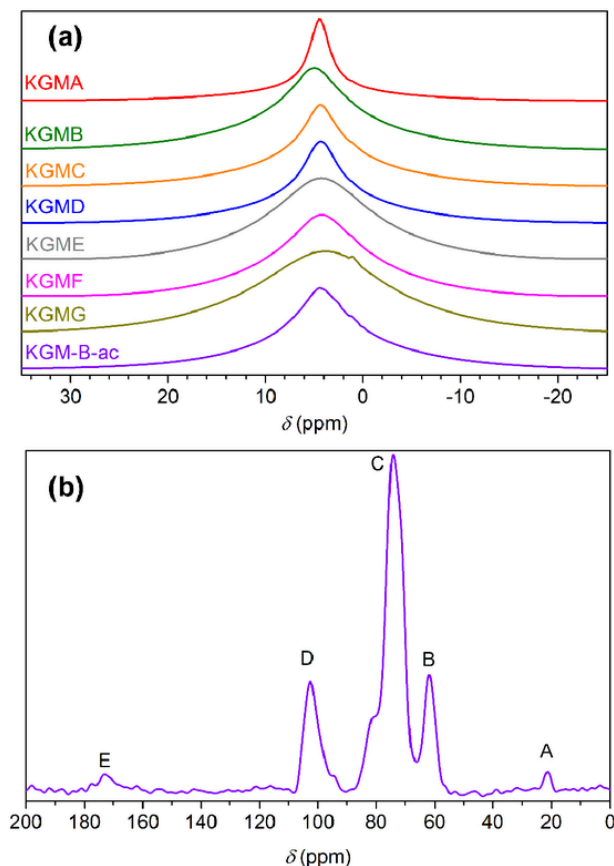 (a)
KGMA
KGMB
KGMC
KGMD
KGME
KGMF
KGMG
KGM-B-ac
30 20 10 0 -10 -20
δ (ppm)
(b)
C
D
B
E
A
200 180 160 140 120 100 80 60 40 20 0
δ (ppm)